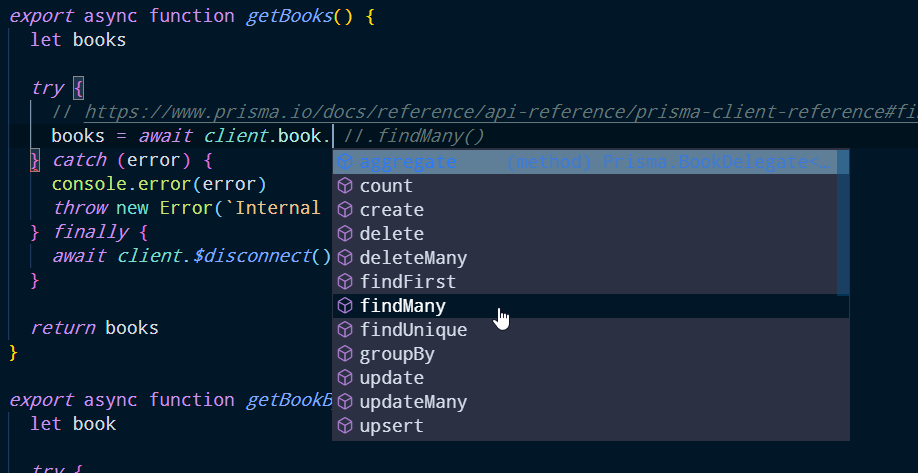 export async function getBooks() {
let books
try {
// https://www.prisma.io/docs/reference/api-reference/prisma-client-reference#fi
books = await client.book. //.findMany()
} catch (error) {
console.error(error)
throw new Error(`Internal
} finally {
await client.$disconnect()
}
return books
}
export async function getBookB
let book
try {
aggregate (method) Prisma.BookDelegate<…
count
create
delete
deleteMany
findFirst
findMany
findUnique
groupBy
update
updateMany
upsert